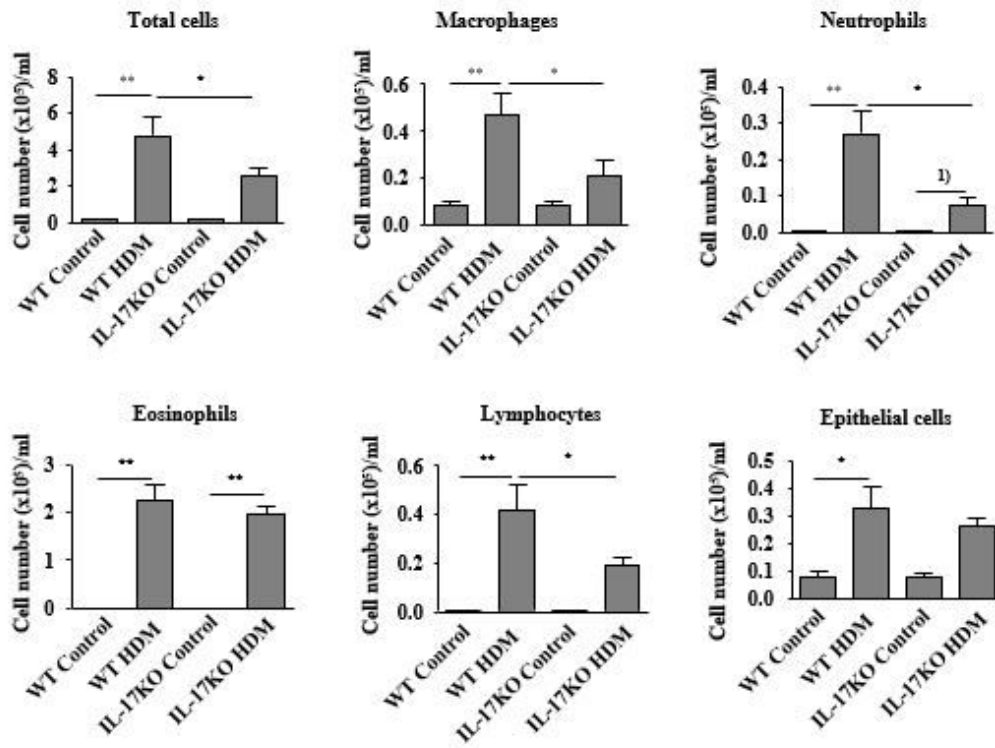 Total cells
Cell number (x10⁵)/ml
8
6
4
2
0
**
*
WT Control
WT HDM
IL-17KO Control
IL-17KO HDM
Macrophages
Cell number (x10⁵)/ml
0.6
0.4
0.2
0.0
**
*
WT Control
WT HDM
IL-17KO Control
IL-17KO HDM
Neutrophils
Cell number (x10⁵)/ml
0.4
0.3
0.2
0.1
0.0
**
*
1)
WT Control
WT HDM
IL-17KO Control
IL-17KO HDM
Eosinophils
Cell number (x10⁵)/ml
3
2
1
0
**
**
WT Control
WT HDM
IL-17KO Control
IL-17KO HDM
Lymphocytes
Cell number (x10⁵)/ml
0.6
0.4
0.2
0.0
**
*
WT Control
WT HDM
IL-17KO Control
IL-17KO HDM
Epithelial cells
Cell number (x10⁵)/ml
0.5
0.4
0.3
0.2
0.1
0.0
*
WT Control
WT HDM
IL-17KO Control
IL-17KO HDM